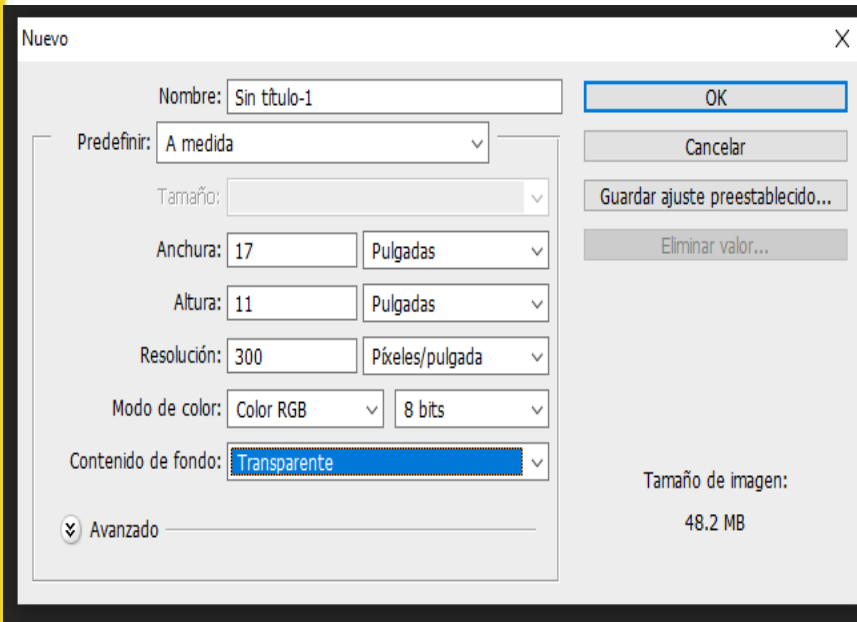 Nuevo
Nombre: Sin título-1
OK
Predefinir: A medida
Cancelar
Tamaño:
Guardar ajuste preestablecido...
Anchura: 17 Pulgadas
Eliminar valor...
Altura: 11 Pulgadas
Resolución: 300 Píxeles/pulgada
Modo de color: Color RGB 8 bits
Contenido de fondo: Transparente
Tamaño de imagen:
48.2 MB
Avanzado